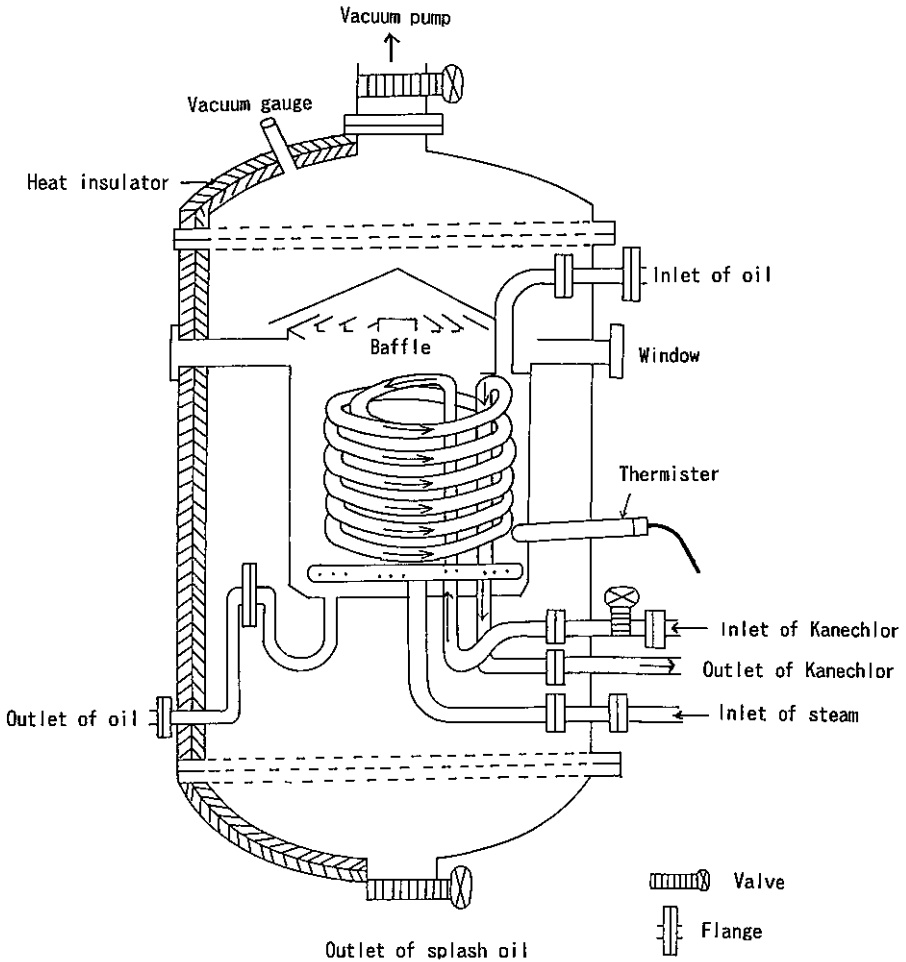 Vacuum pump
Vacuum gauge
Heat insulator
Inlet of oil
Baffle
Window
Thermister
Inlet of Kanechlor
Outlet of Kanechlor
Outlet of oil
Inlet of steam
Valve
Flange
Outlet of splash oil